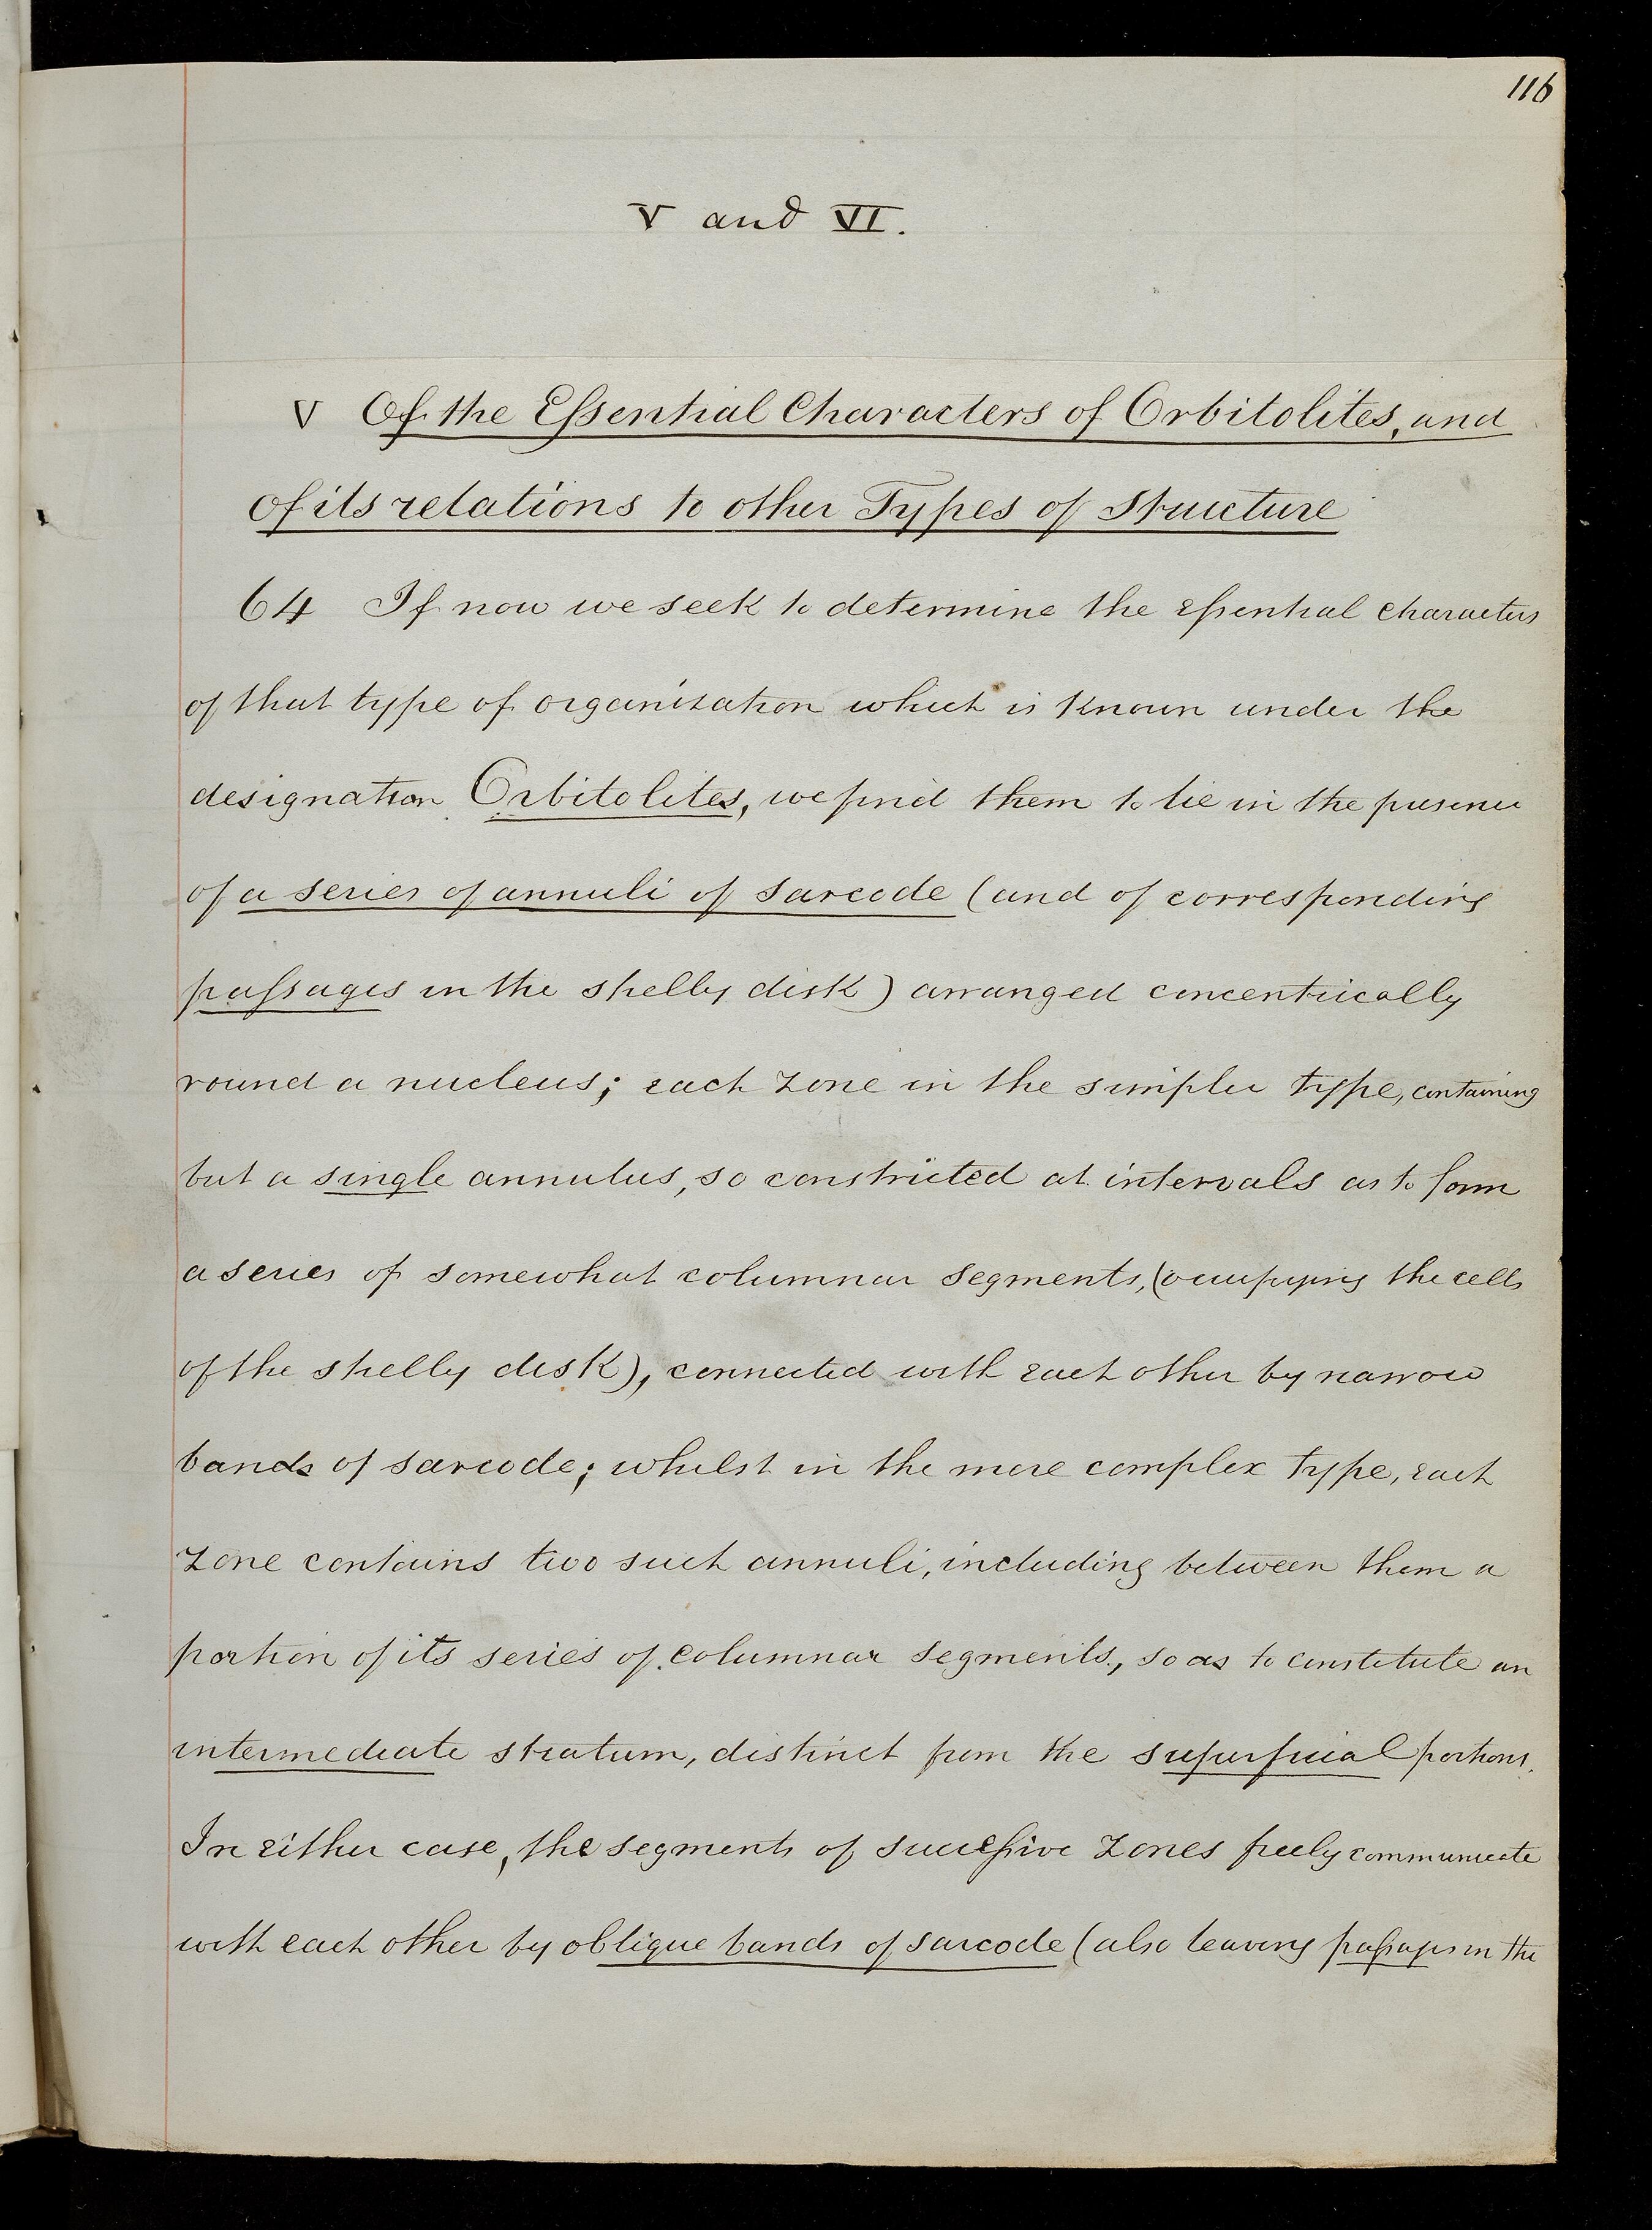 116
V and VI.
V Of the Essential Characters of Orbitolites, and
of its relations to other Types of Structure
64 If now we seek to determine the essential characters
of that type of organization which is known under the
designation Orbitolites, we find them to lie in the presence
of a series of annuli of sarcode (and of corresponding
passages in the shelly disk) arranged concentrically
round a nucleus; each zone in the simpler type, containing
but a single annulus, so constricted at intervals as to form
a series of somewhat columnar segments, (occupying the cells
of the shelly disk), connected with each other by narrow
bands of sarcode; whilst in the more complex type, each
zone contains two such annuli, including between them a
portion of its series of columnar segments, so as to constitute an
intermediate stratum, distinct from the superficial portions.
In either case, the segments of successive zones freely communicate
with each other by oblique bands of sarcode (also leaving passages in the